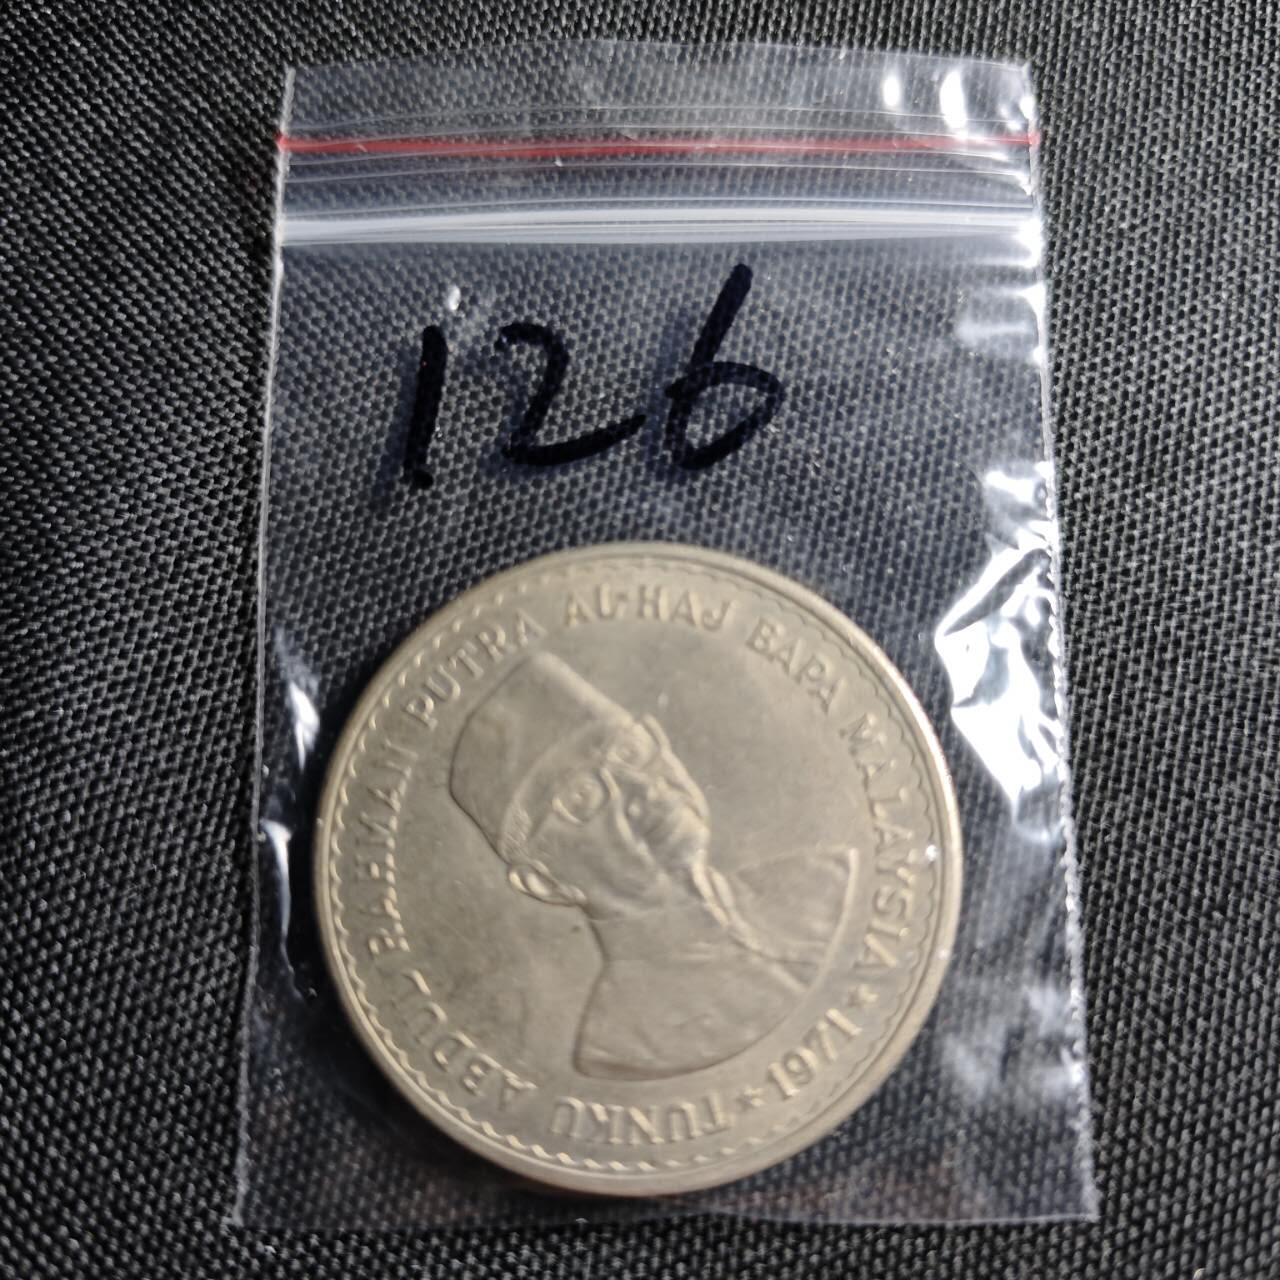 126
TUNKU ABDUL RAHMAN PUTRA AL-HAJ BAPA MALAYSIA ★ 1971 ★